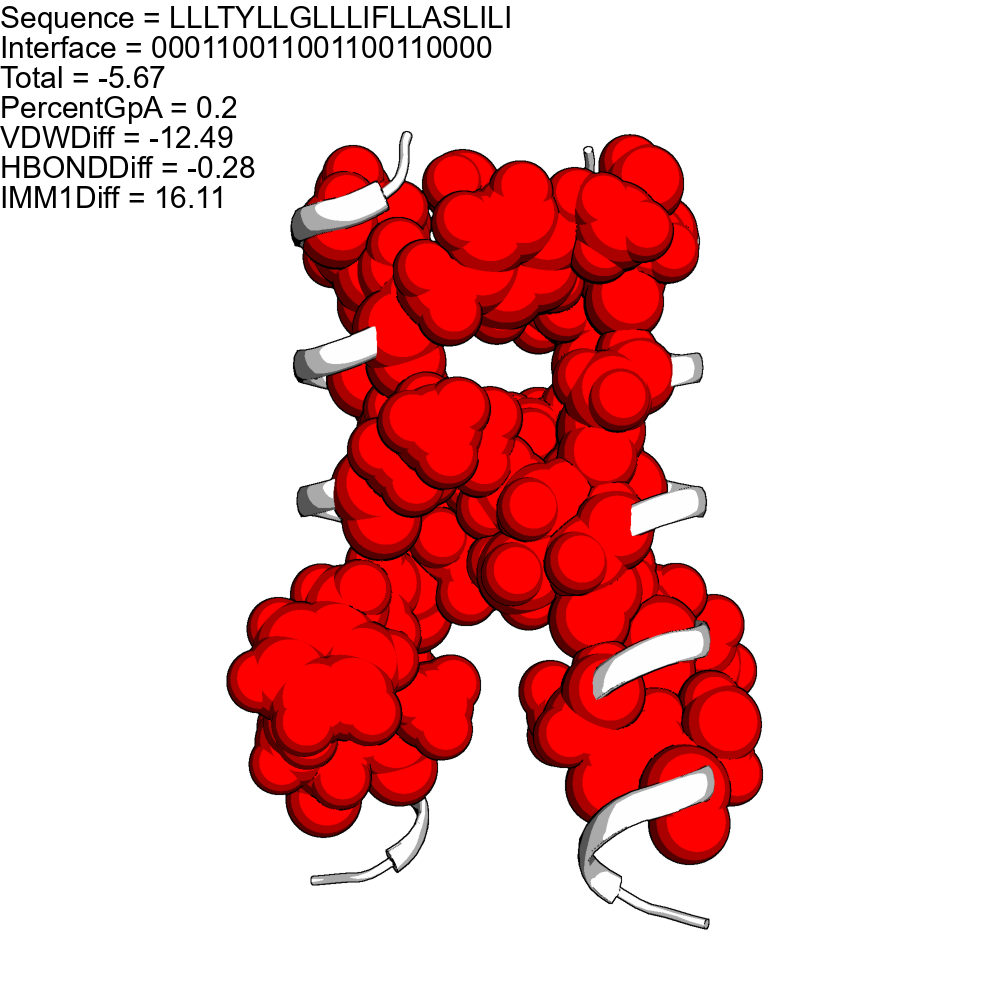 Sequence = LLLTYLLGLLLIFLLASLILI
Interface = 000110011001100110000
Total = -5.67
PercentGpA = 0.2
VDWDiff = -12.49
HBONDDiff = -0.28
IMM1Diff = 16.11